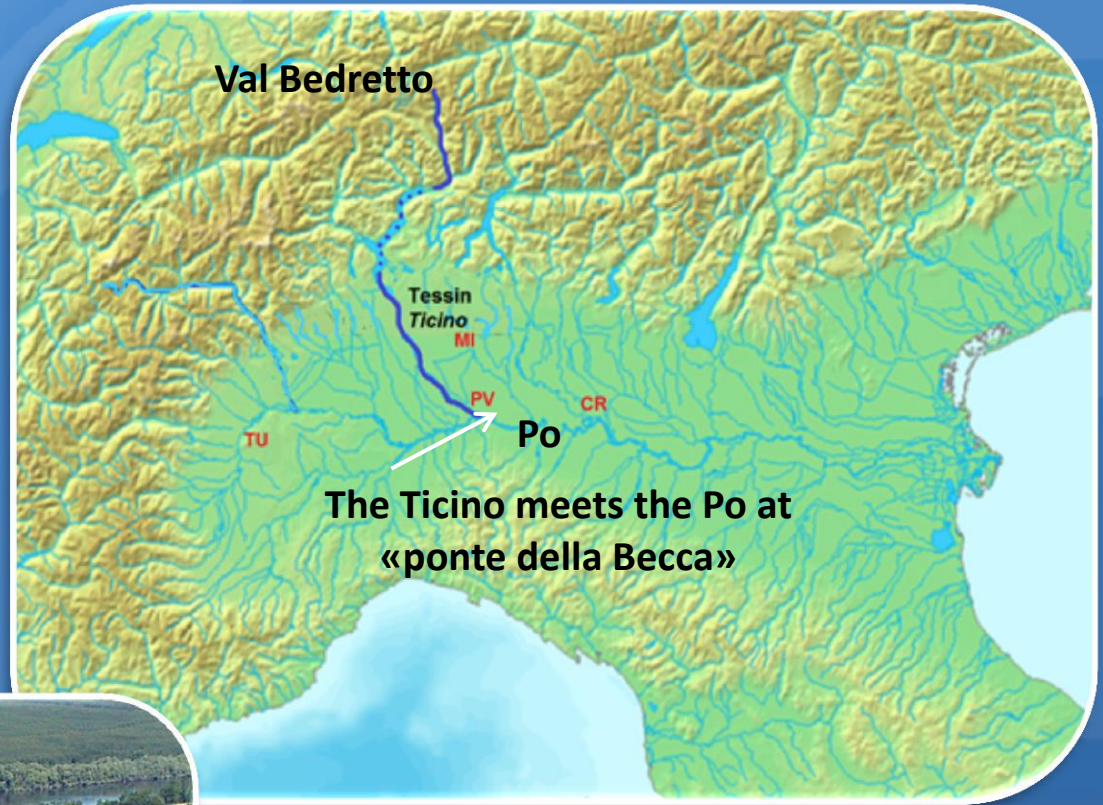 Val Bedretto
Tessin
Ticino
MI
PV
CR
Po
TU
The Ticino meets the Po at
«ponte della Becca»